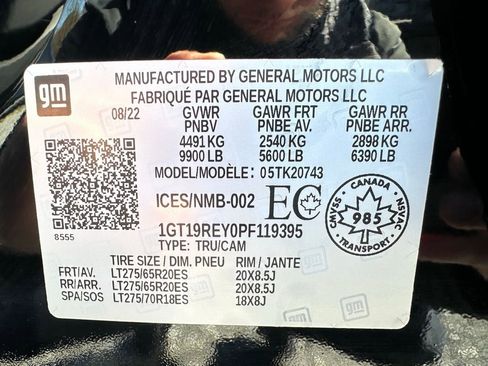 gm
MANUFACTURED BY GENERAL MOTORS LLC
FABRIQUÉ PAR GENERAL MOTORS LLC
08/22 GVWR GAWR FRT GAWR RR
PNBV PNBE AV. PNBE ARR.
4491 KG 2540 KG 2898 KG
9900 LB 5600 LB 6390 LB
MODEL/MODÈLE: 05TK20743
ICES/NMB-002 EC
8555
1GT19REY0PF119395
TYPE: TRU/CAM
CANADA
NSVAC
985
TRANSPORT
CMVSS
TIRE SIZE / DIM. PNEU RIM / JANTE
FRT/AV. LT275/65R20ES 20X8.5J
RR/ARR. LT275/65R20ES 20X8.5J
SPA/SOS LT275/70R18ES 18X8J